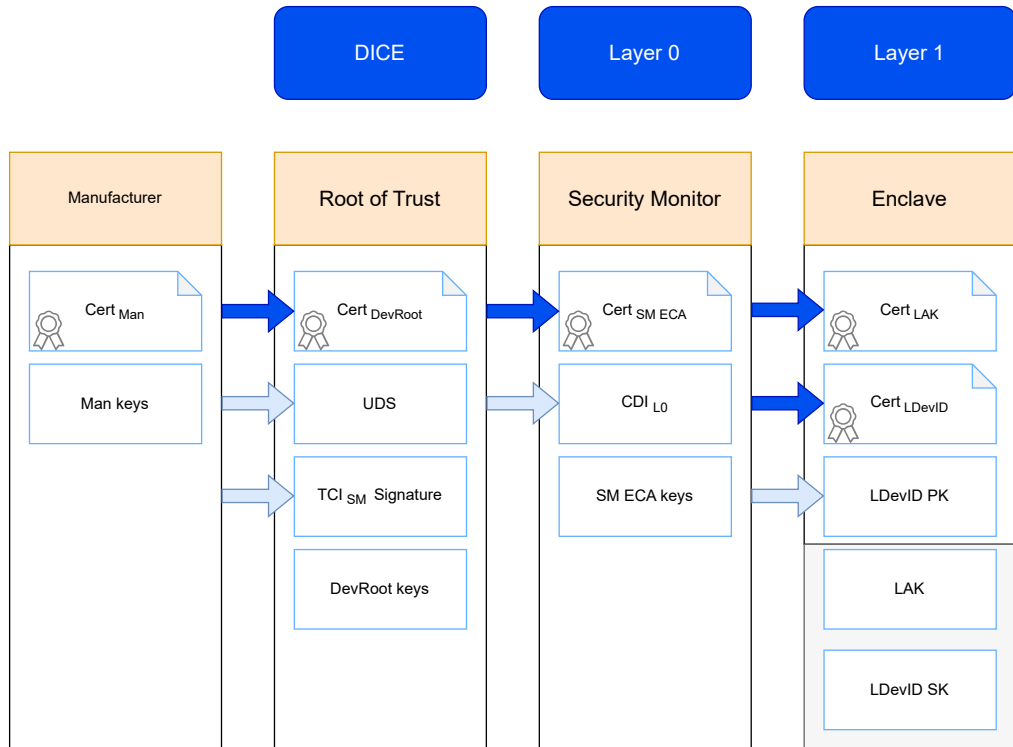 DICE
Layer 0
Layer 1
Manufacturer
Root of Trust
Security Monitor
Enclave
Cert Man
Cert DevRoot
Cert SM ECA
Cert LAK
Man keys
UDS
CDI L0
Cert LDevID
TCI SM Signature
SM ECA keys
LDevID PK
DevRoot keys
LAK
LDevID SK